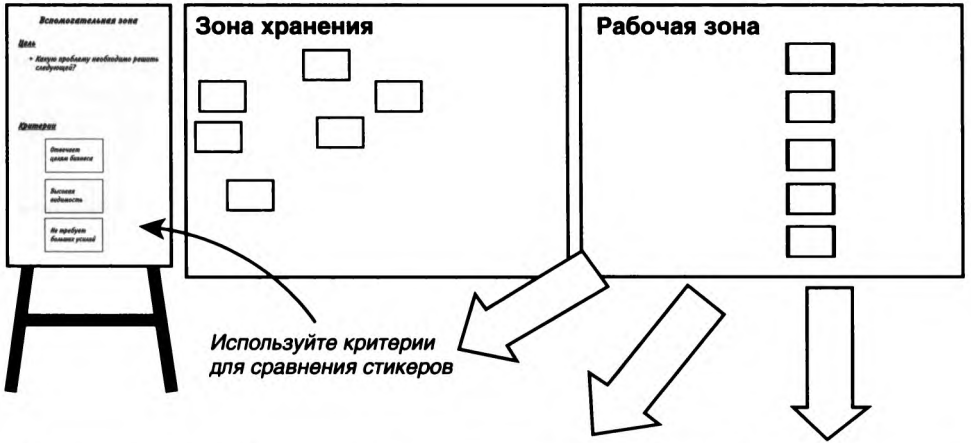 Вспомогательная зона
Цель
• Какую проблему необходимо решить
следующей?
Критерии
Отвечает
целям бизнеса
Высокая
видимость
Не требует
больших усилий
Зона хранения
Рабочая зона
Используйте критерии
для сравнения стикеров